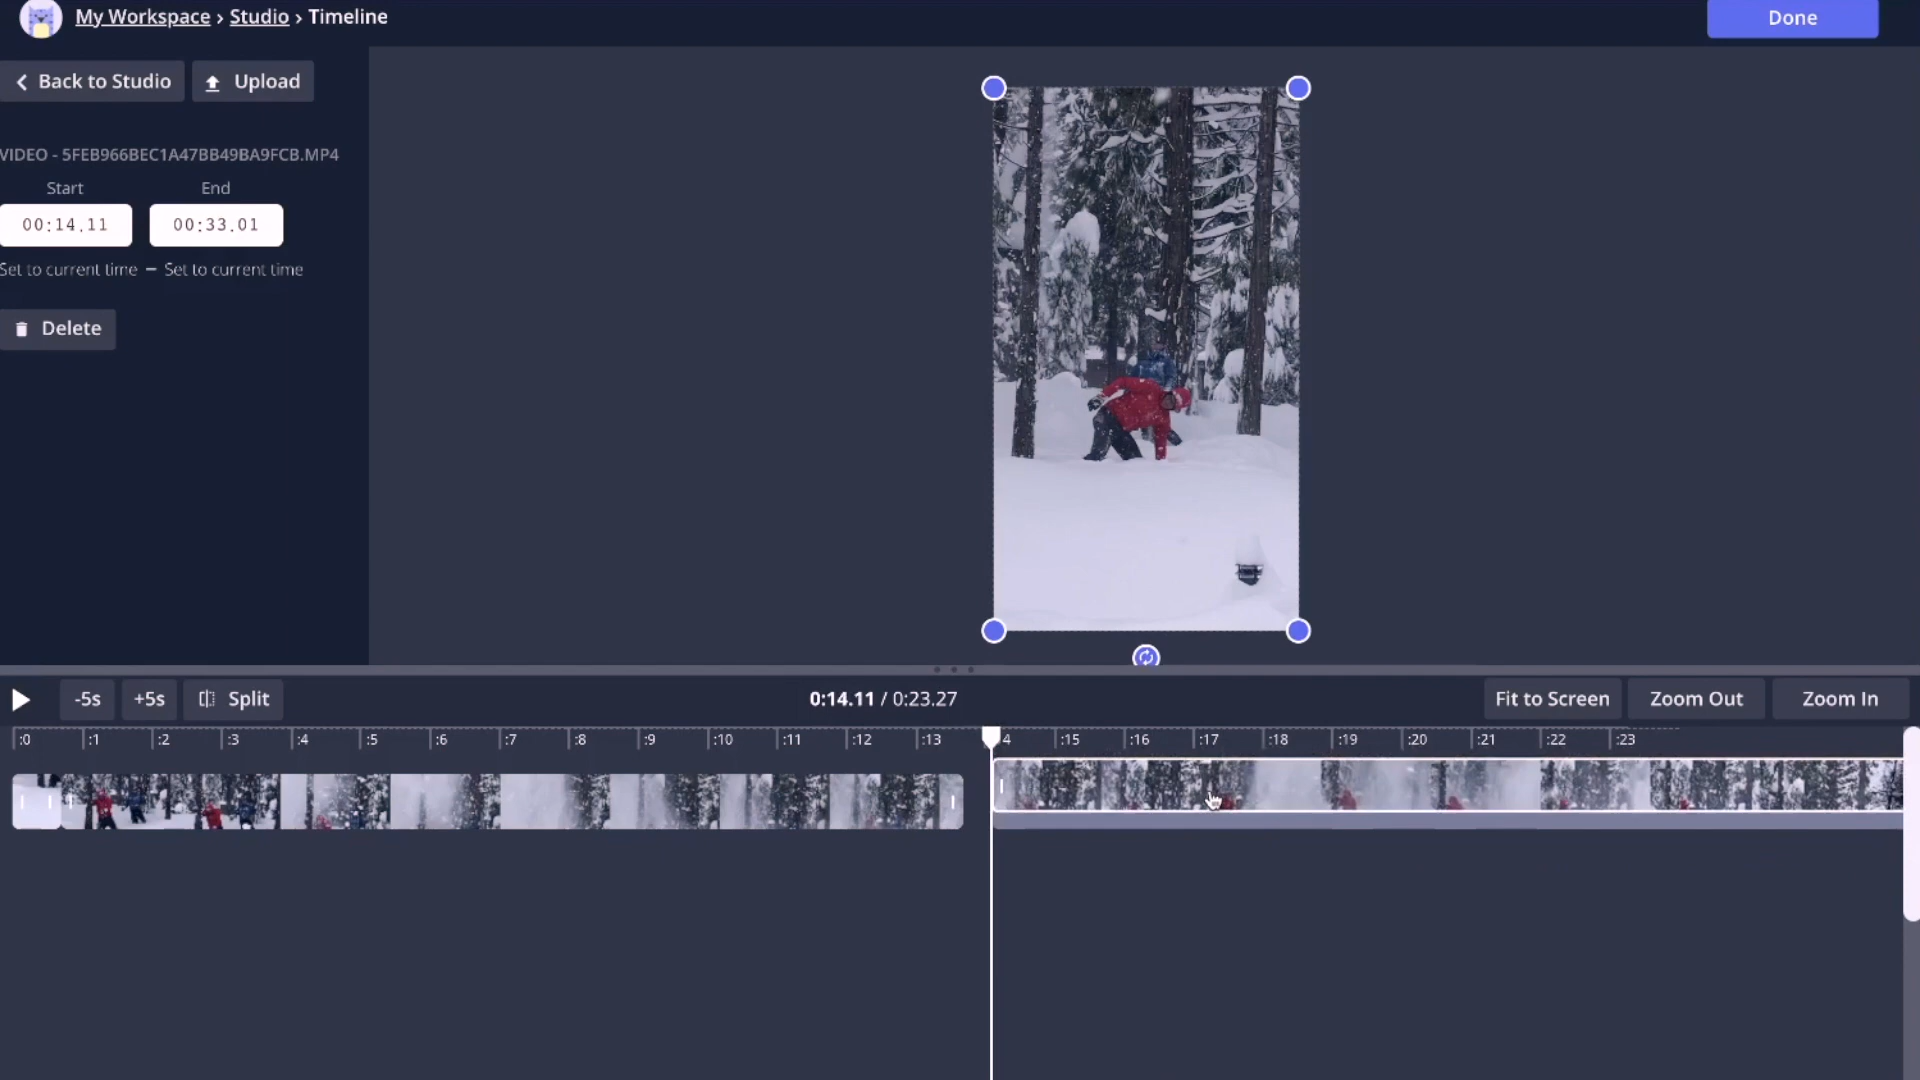 My Workspace › Studio › Timeline
Done
Back to Studio
Upload
VIDEO - 5FEB966BEC1A47BB49BA9FCB.MP4
Start End
00:14.11 00:33.01
Set to current time – Set to current time
Delete
-5s +5s Split 0:14.11 / 0:23.27 Fit to Screen Zoom Out Zoom In
:0 :1 :2 :3 :4 :5 :6 :7 :8 :9 :10 :11 :12 :13 4 :15 :16 :17 :18 :19 :20 :21 :22 :23